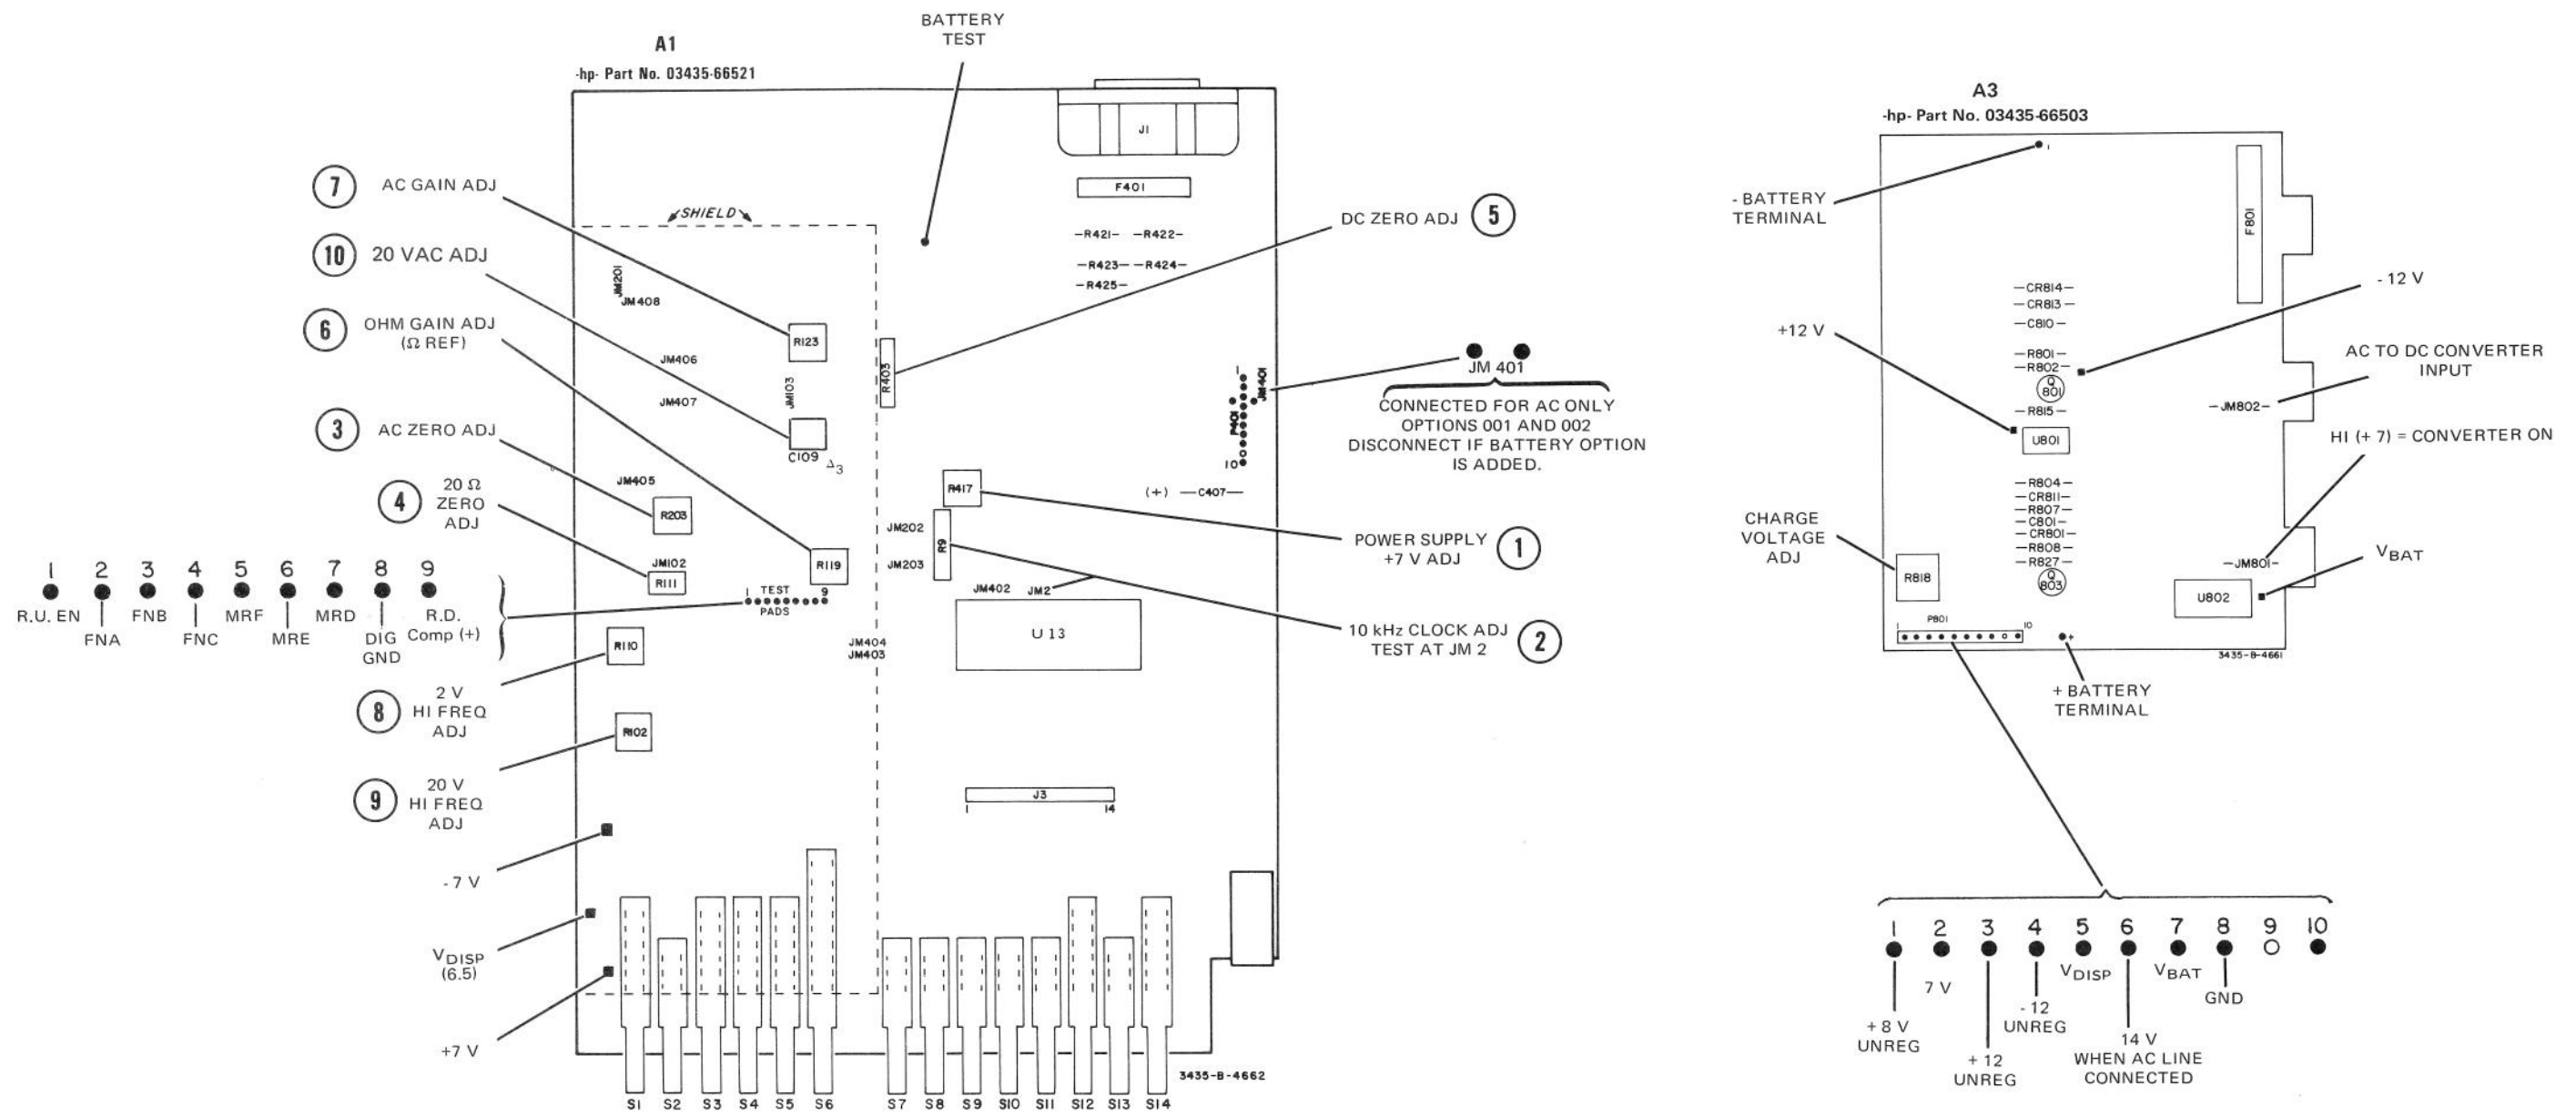 BATTERY
TEST
A1
-hp- Part No. 03435-66521
J1
F401
7
AC GAIN ADJ
SHIELD
10
20 VAC ADJ
6
OHM GAIN ADJ
(Ω REF)
3
AC ZERO ADJ
4
20 Ω
ZERO
ADJ
-R421- -R422-
-R423- -R424-
-R425-
DC ZERO ADJ
5
JM201
JM408
R123
JM406
JM103
JM407
R403
C109
Δ3
JM405
R203
JM102
R111
R119
1
JM401
P401
10
JM 401
CONNECTED FOR AC ONLY
OPTIONS 001 AND 002
DISCONNECT IF BATTERY OPTION
IS ADDED.
R417
(+) -C407-
JM202
R9
JM203
JM402
JM2
POWER SUPPLY
+7 V ADJ
1
10 kHz CLOCK ADJ
TEST AT JM 2
2
1 TEST 9
PADS
U 13
JM404
JM403
1 2 3 4 5 6 7 8 9
R.U. EN
FNA
FNB
FNC
MRF
MRE
MRD
DIG
GND
R.D.
Comp (+)
R110
8
2 V
HI FREQ
ADJ
R102
9
20 V
HI FREQ
ADJ
J3
1 14
- 7 V
VDISP
(6.5)
+7 V
3435-B-4662
S1 S2 S3 S4 S5 S6 S7 S8 S9 S10 S11 S12 S13 S14
A3
-hp- Part No. 03435-66503
- BATTERY
TERMINAL
-
F801
+12 V
- 12 V
-CR814-
-CR813-
-C810-
-R801-
-R802-
Q
801
-R815-
U801
AC TO DC CONVERTER
INPUT
-JM802-
HI (+ 7) = CONVERTER ON
-R804-
-CR811-
-R807-
-C801-
-CR801-
-R808-
-R827-
Q
803
CHARGE
VOLTAGE
ADJ
R818
-JM801-
VBAT
U802
P801
1 10
+
3435-B-4661
+ BATTERY
TERMINAL
1 2 3 4 5 6 7 8 9 10
+ 8 V
UNREG
7 V
+ 12
UNREG
- 12
UNREG
VDISP
14 V
WHEN AC LINE
CONNECTED
VBAT
GND